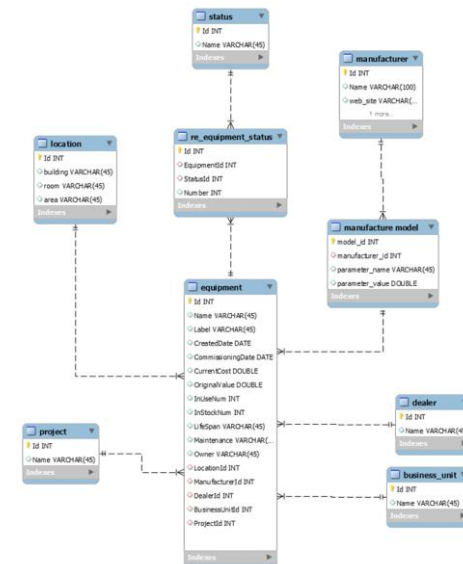 status
Id INT
Name VARCHAR(45)
Indexes
manufacturer
Id INT
Name VARCHAR(100)
web_site VARCHAR(...
1 more...
Indexes
location
Id INT
building VARCHAR(45)
room VARCHAR(45)
area VARCHAR(45)
Indexes
re_equipment_status
Id INT
EquipmentId INT
StatusId INT
Number INT
Indexes
manufacture model
model_id INT
manufacturer_id INT
parameter_name VARCHAR(45)
parameter_value DOUBLE
Indexes
equipment
Id INT
Name VARCHAR(45)
Label VARCHAR(45)
CreatedDate DATE
CommissioningDate DATE
CurrentCost DOUBLE
OriginalValue DOUBLE
InUseNum INT
InStockNum INT
LifeSpan VARCHAR(45)
Maintenance VARCHAR(...
Owner VARCHAR(45)
LocationId INT
ManufacturerId INT
DealerId INT
BusinessUnitId INT
ProjectId INT
Indexes
project
Id INT
Name VARCHAR(45)
Indexes
dealer
Id INT
Name VARCHAR(45)
Indexes
business_unit
Id INT
Name VARCHAR(45)
Indexes